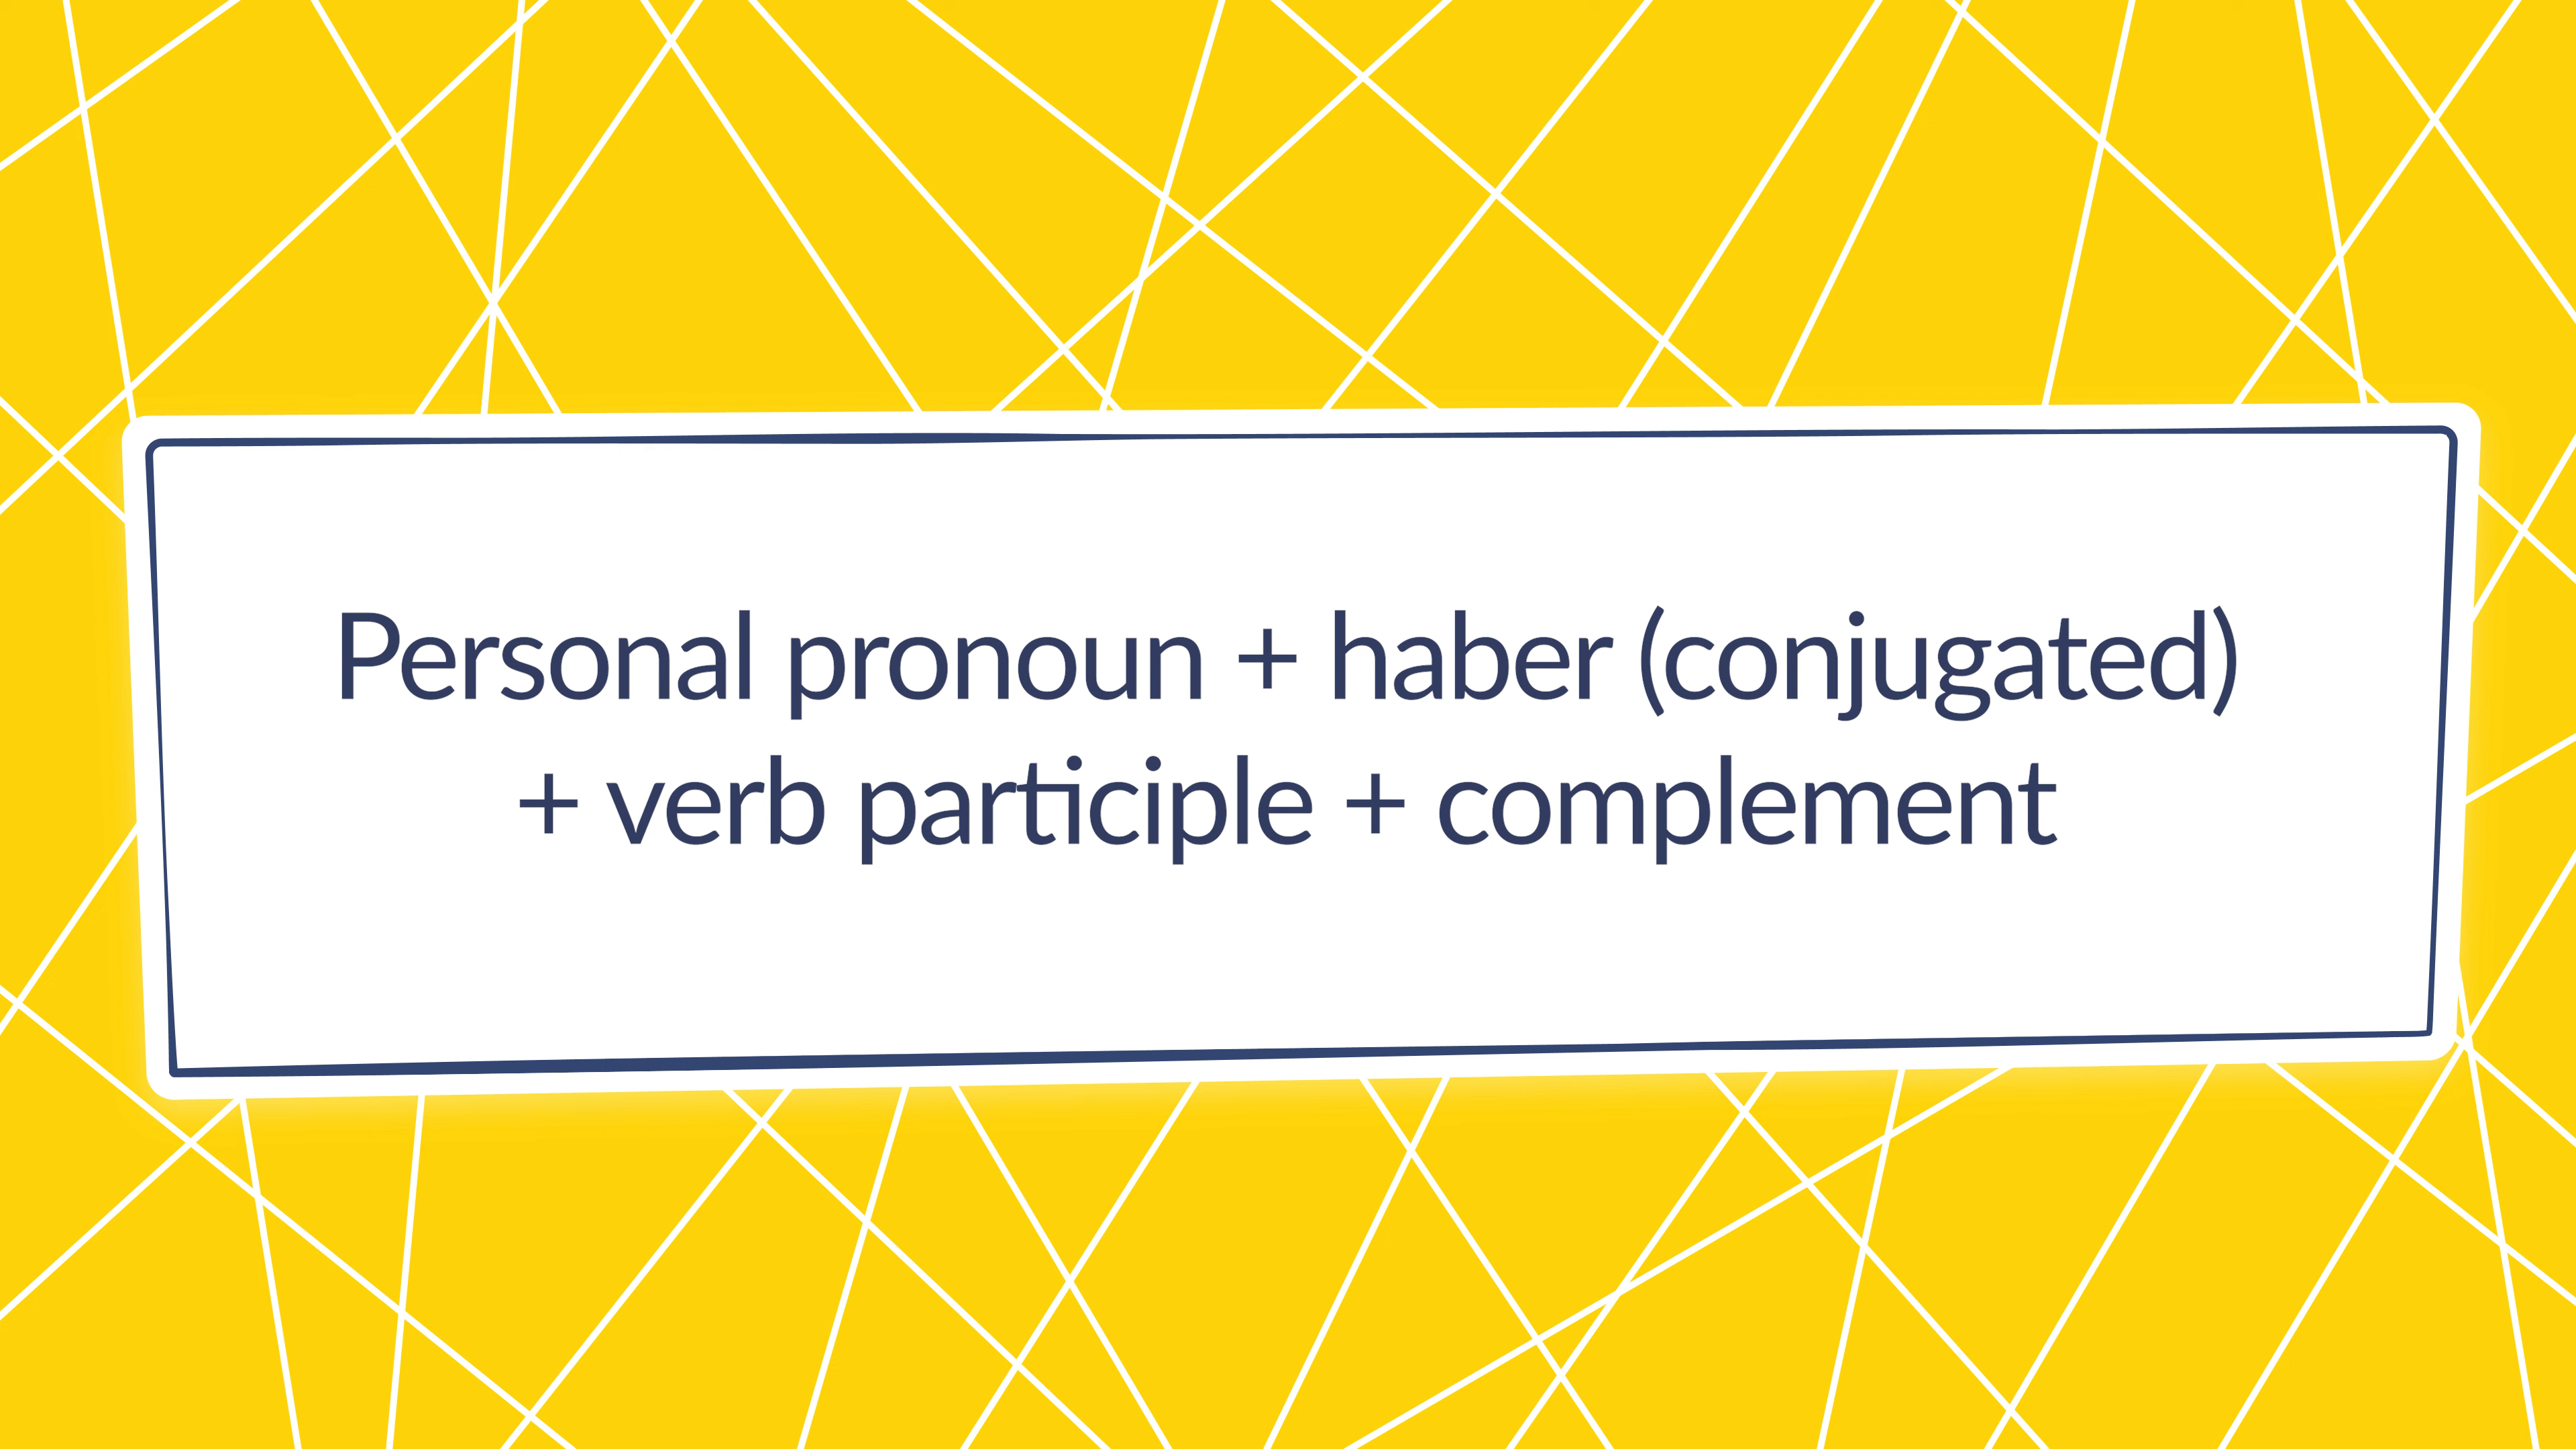 Personal pronoun + haber (conjugated)
+ verb participle + complement